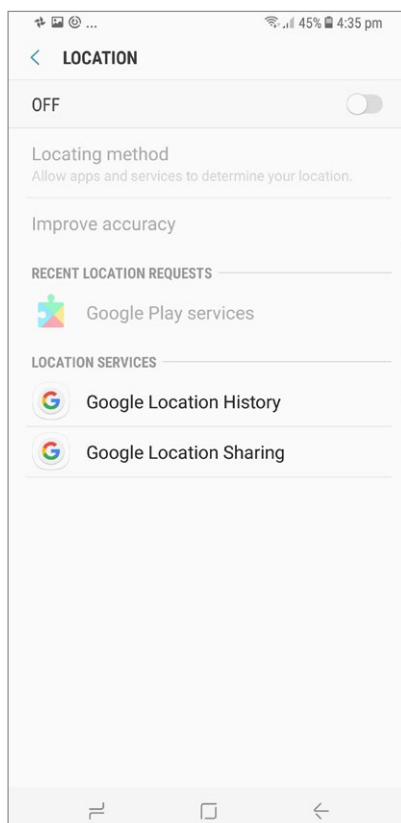 ... 45% 4:35 pm
LOCATION
OFF
Locating method
Allow apps and services to determine your location.
Improve accuracy
RECENT LOCATION REQUESTS
Google Play services
LOCATION SERVICES
G Google Location History
G Google Location Sharing